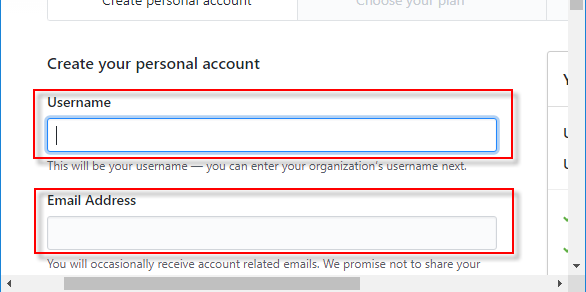 Create personal account
Choose your plan
Create your personal account
Username
This will be your username — you can enter your organization's username next.
Email Address
You will occasionally receive account related emails. We promise not to share your